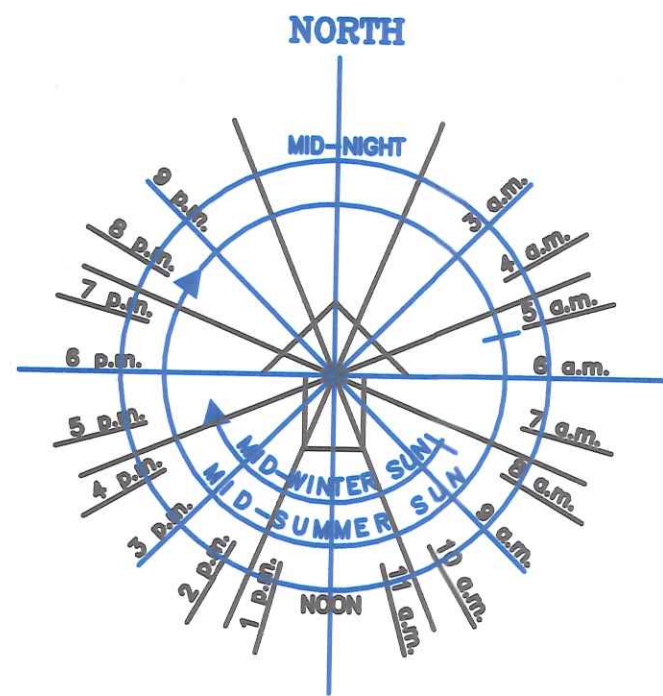 NORTH
MID-NIGHT
9 p.m.
3 a.m.
8 p.m.
4 a.m.
7 p.m.
5 a.m.
6 p.m.
6 a.m.
5 p.m.
7 a.m.
4 p.m.
8 a.m.
MID-WINTER SUN
MID-SUMMER SUN
3 p.m.
9 a.m.
2 p.m.
10 a.m.
1 p.m.
11 a.m.
NOON